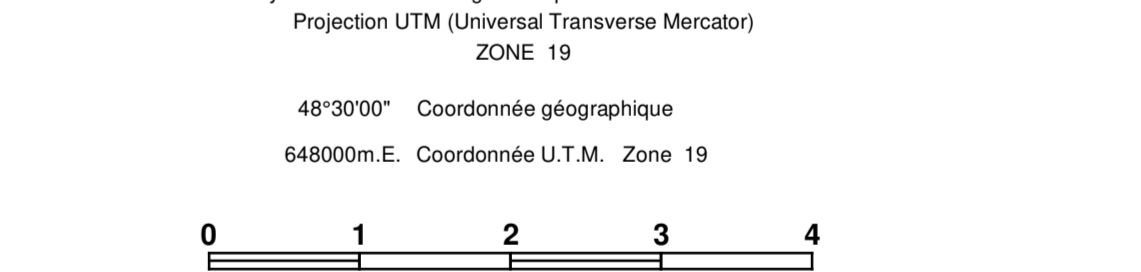 Projection UTM (Universal Transverse Mercator)
ZONE 19
48°30'00" Coordonnée géographique
648000m.E. Coordonnée U.T.M. Zone 19
0 1 2 3 4